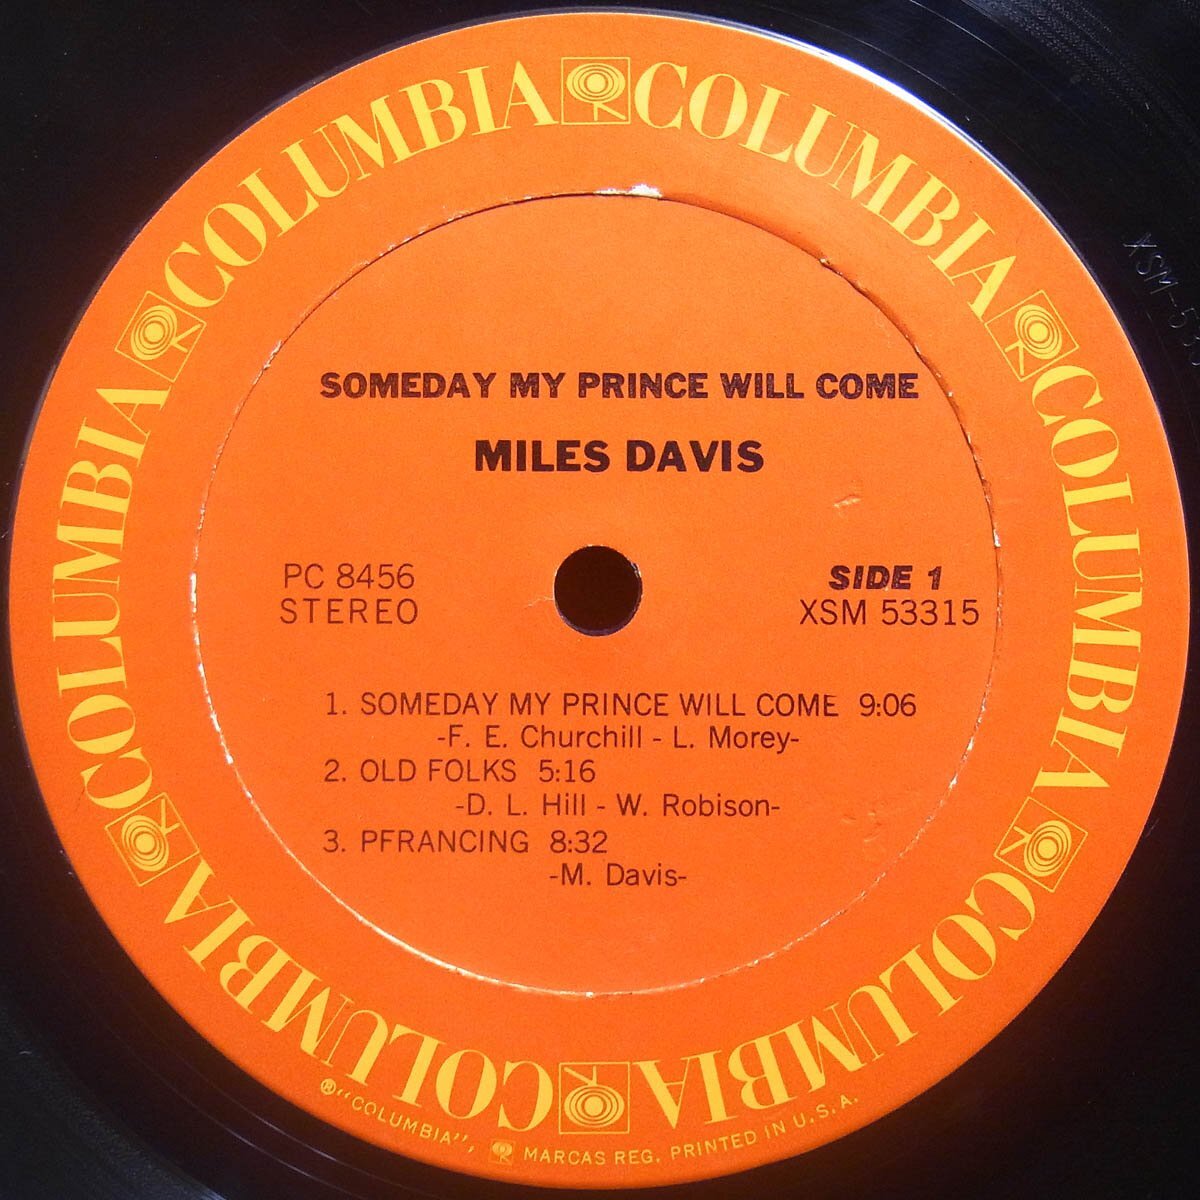 COLUMBIA COLUMBIA COLUMBIA COLUMBIA COLUMBIA COLUMBIA
SOMEDAY MY PRINCE WILL COME
MILES DAVIS
PC 8456
STEREO
SIDE 1
XSM 53315
1. SOMEDAY MY PRINCE WILL COME 9:06
-F. E. Churchill - L. Morey-
2. OLD FOLKS 5:16
-D. L. Hill - W. Robison-
3. PFRANCING 8:32
-M. Davis-
®"COLUMBIA", MARCAS REG. PRINTED IN U.S.A.
XSM-53